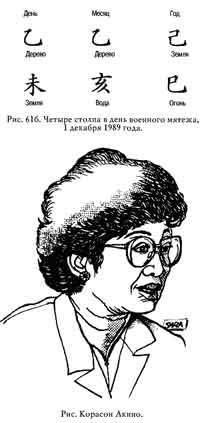 День Месяц Год
乙 乙 己
Дерево Дерево Земля
未 亥 巳
Земля Вода Огонь
Рис. 61б. Четыре столпа в день военного мятежа,
1 декабря 1989 года.
Рис. Корасон Акино.